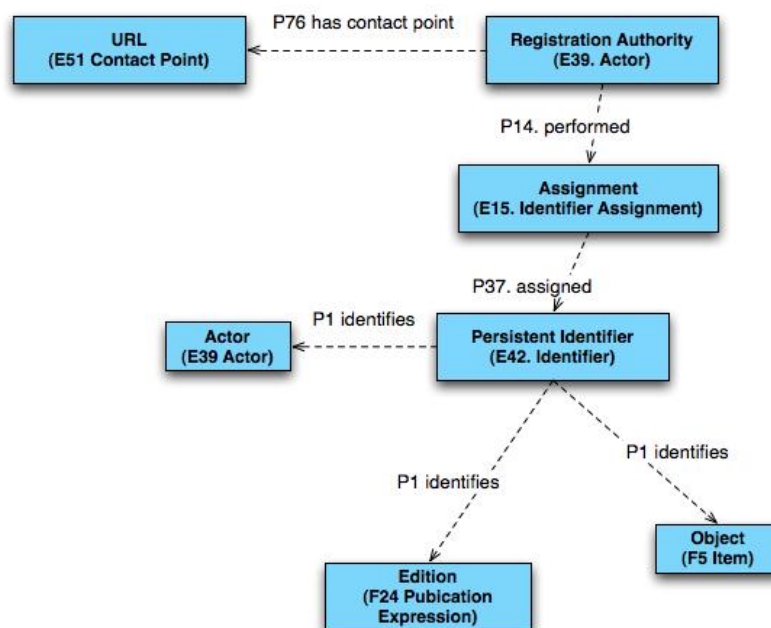 P76 has contact point
URL
(E51 Contact Point)
Registration Authority
(E39. Actor)
P14. performed
Assignment
(E15. Identifier Assignment)
P37. assigned
P1 identifies
Actor
(E39 Actor)
Persistent Identifier
(E42. Identifier)
P1 identifies
P1 identifies
Object
(F5 Item)
Edition
(F24 Pubication
Expression)